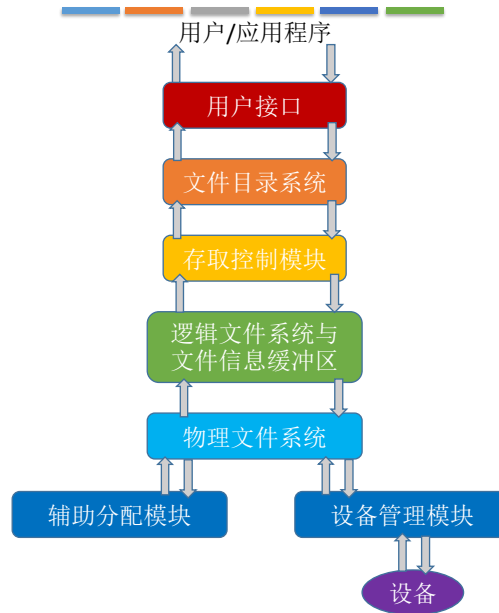 用户/应用程序
用户接口
文件目录系统
存取控制模块
逻辑文件系统与
文件信息缓冲区
物理文件系统
辅助分配模块
设备管理模块
设备